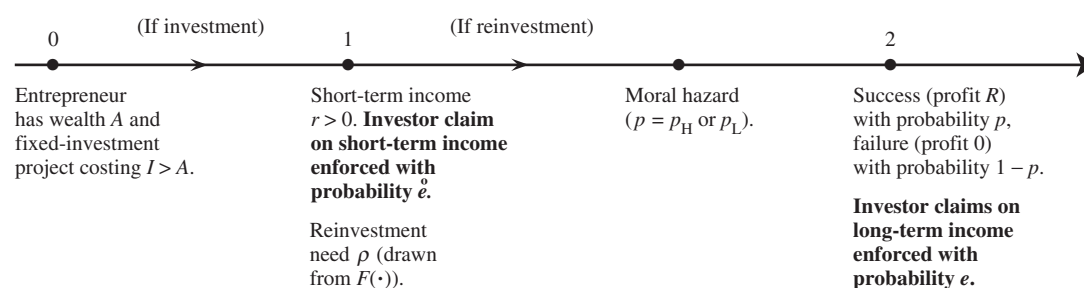 (If investment) (If reinvestment)
0 1 2
Entrepreneur
has wealth A and
fixed-investment
project costing I > A.
Short-term income
r > 0. Investor claim
on short-term income
enforced with
probability e̊.
Reinvestment
need ρ (drawn
from F(·)).
Moral hazard
(p = p_H or p_L).
Success (profit R)
with probability p,
failure (profit 0)
with probability 1 − p.
Investor claims on
long-term income
enforced with
probability e.